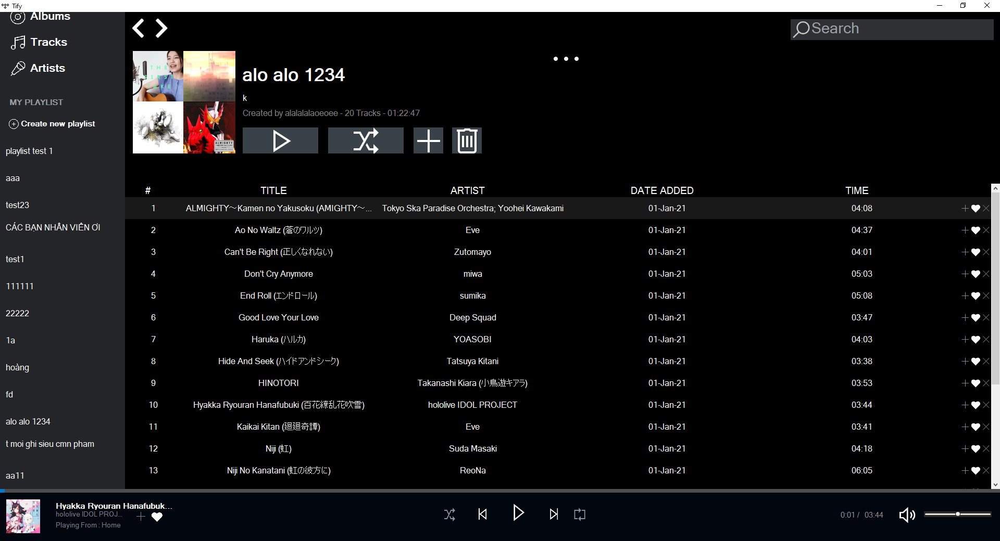 Tify
Albums
Tracks
Artists
MY PLAYLIST
Create new playlist
playlist test 1
aaa
test23
CÁC BẠN NHÂN VIÊN ƠI
test1
111111
22222
1a
hoàng
fd
alo alo 1234
t moi ghi sieu cmn pham
aa11
Search
THE
FIRST
TAKE
ALMIGHTY
alo alo 1234
k
Created by alalalalaoeoee - 20 Tracks - 01:22:47
# TITLE ARTIST DATE ADDED TIME
1 ALMIGHTY～Kamen no Yakusoku (AMIGHTY～... Tokyo Ska Paradise Orchestra; Yoohei Kawakami 01-Jan-21 04:08
2 Ao No Waltz (蒼のワルツ) Eve 01-Jan-21 04:37
3 Can't Be Right (正しくなれない) Zutomayo 01-Jan-21 04:01
4 Don't Cry Anymore miwa 01-Jan-21 05:03
5 End Roll (エンドロール) sumika 01-Jan-21 05:08
6 Good Love Your Love Deep Squad 01-Jan-21 03:47
7 Haruka (ハルカ) YOASOBI 01-Jan-21 04:03
8 Hide And Seek (ハイドアンドシーク) Tatsuya Kitani 01-Jan-21 03:38
9 HINOTORI Takanashi Kiara (小鳥遊キアラ) 01-Jan-21 03:53
10 Hyakka Ryouran Hanafubuki (百花繚乱花吹雪) hololive IDOL PROJECT 01-Jan-21 03:44
11 Kaikai Kitan (廻廻奇譚) Eve 01-Jan-21 03:41
12 Niji (虹) Suda Masaki 01-Jan-21 04:18
13 Niji No Kanatani (虹の彼方に) ReoNa 01-Jan-21 06:05
Hyakka Ryouran Hanafubuk...
hololive IDOL PROJ...
Playing From : Home
0:01 / 03:44